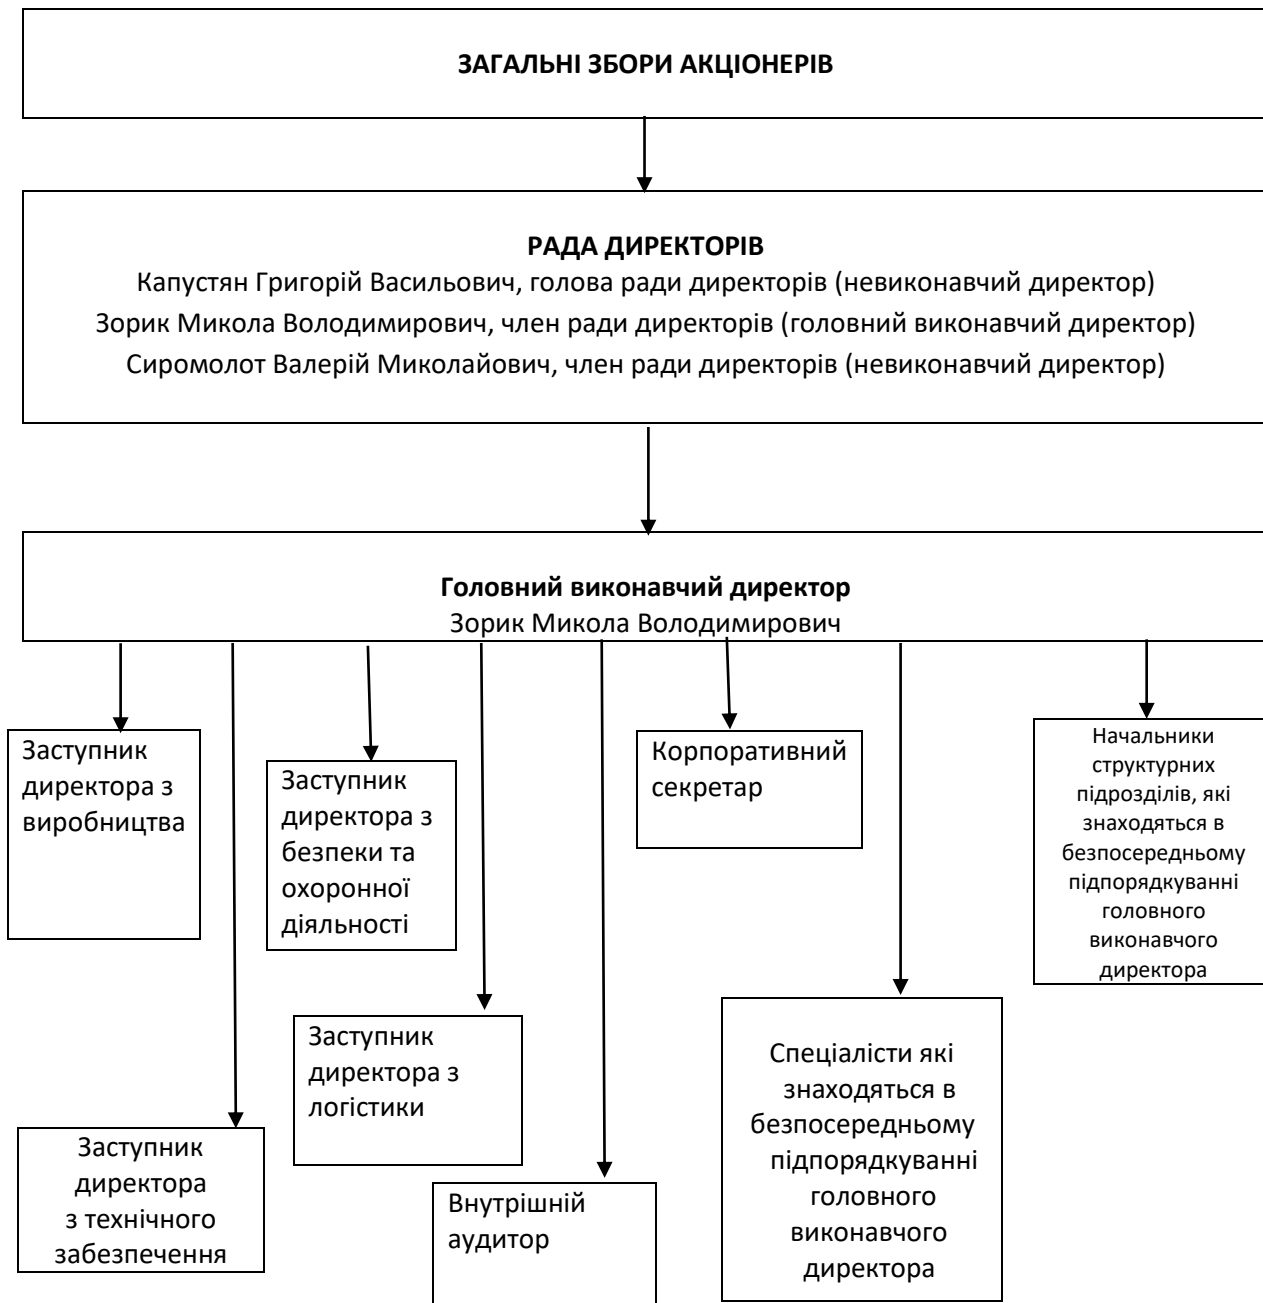 ЗАГАЛЬНІ ЗБОРИ АКЦІОНЕРІВ
РАДА ДИРЕКТОРІВ
Капустян Григорій Васильович, голова ради директорів (невиконавчий директор)
Зорик Микола Володимирович, член ради директорів (головний виконавчий директор)
Сиромолот Валерій Миколайович, член ради директорів (невиконавчий директор)
Головний виконавчий директор
Зорик Микола Володимирович
Заступник
директора з
виробництва
Заступник
директора з
безпеки та
охоронної
діяльності
Корпоративний
секретар
Начальники
структурних
підрозділів, які
знаходяться в
безпосередньому
підпорядкуванні
головного
виконавчого
директора
Заступник
директора з
логістики
Спеціалісти які
знаходяться в
безпосередньому
підпорядкуванні
головного
виконавчого
директора
Заступник
директора
з технічного
забезпечення
Внутрішній
аудитор